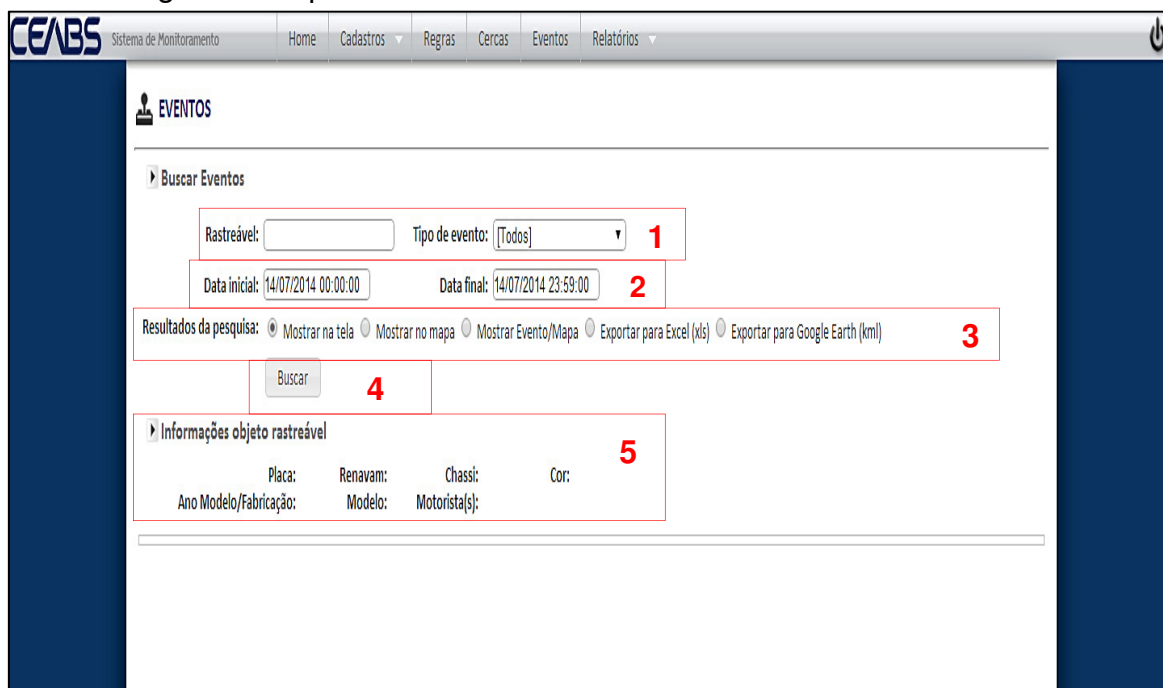 CEABS Sistema de Monitoramento Home Cadastros Regras Cercas Eventos Relatórios
EVENTOS
Buscar Eventos
Rastreável: Tipo de evento: [Todos] 1
Data inicial: 14/07/2014 00:00:00 Data final: 14/07/2014 23:59:00 2
Resultados da pesquisa: Mostrar na tela Mostrar no mapa Mostrar Evento/Mapa Exportar para Excel (xls) Exportar para Google Earth (kml) 3
Buscar 4
Informações objeto rastreável 5
Placa: Renavam: Chassi: Cor:
Ano Modelo/Fabricação: Modelo: Motorista(s):